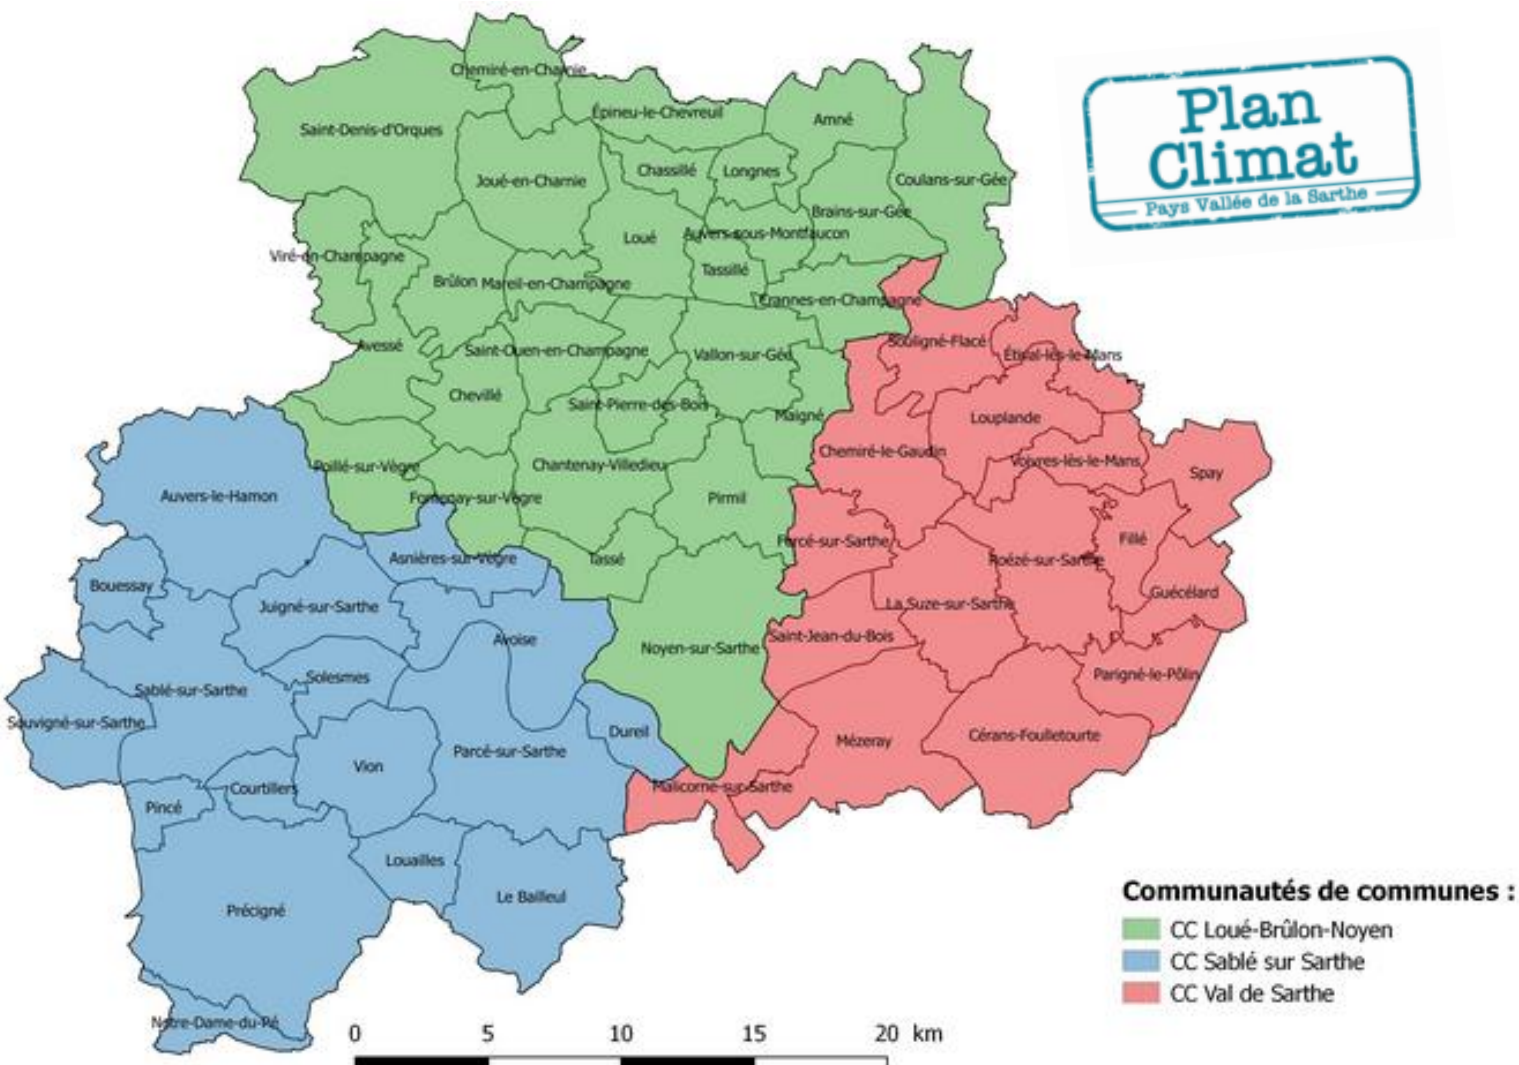 Chemiré-en-Charnie
Plan
Climat
Pays Vallée de la Sarthe
Épineu-le-Chevreuil
Amné
Saint-Denis-d'Orques
Chassillé
Longnes
Joué-en-Charnie
Coulans-sur-Gée
Brains-sur-Gée
Loué
Auvers-sous-Montfaucon
Viré-en-Champagne
Tassillé
Brûlon
Mareil-en-Champagne
Crannes-en-Champagne
Souligné-Flacé
Avessé
Saint-Ouen-en-Champagne
Vallon-sur-Gée
Étival-lès-le-Mans
Chevillé
Saint-Pierre-des-Bois
Maigné
Louplande
Chemiré-le-Gaudin
Poillé-sur-Vègre
Chantenay-Villedieu
Voivres-lès-le-Mans
Spay
Auvers-le-Hamon
Fontenay-sur-Vègre
Pirmil
Fercé-sur-Sarthe
Fillé
Asnières-sur-Vègre
Tassé
Roézé-sur-Sarthe
Bouessay
Guécélard
Juigné-sur-Sarthe
La Suze-sur-Sarthe
Avoise
Noyen-sur-Sarthe
Saint-Jean-du-Bois
Solesmes
Parigné-le-Pôlin
Sablé-sur-Sarthe
Souvigné-sur-Sarthe
Dureil
Parcé-sur-Sarthe
Mézeray
Cérans-Foulletourte
Vion
Courtillers
Malicorne-sur-Sarthe
Pincé
Louailles
Le Bailleul
Précigné
Notre-Dame-du-Pé
Communautés de communes :
CC Loué-Brûlon-Noyen
CC Sablé sur Sarthe
CC Val de Sarthe
0 5 10 15 20 km